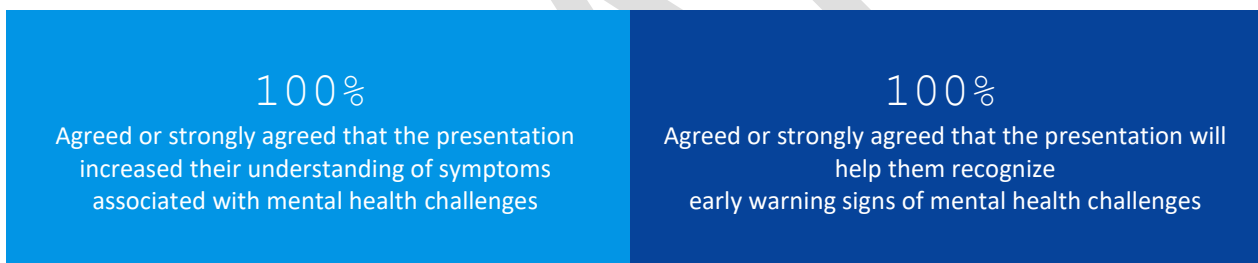 100%
Agreed or strongly agreed that the presentation
increased their understanding of symptoms
associated with mental health challenges
100%
Agreed or strongly agreed that the presentation will
help them recognize
early warning signs of mental health challenges